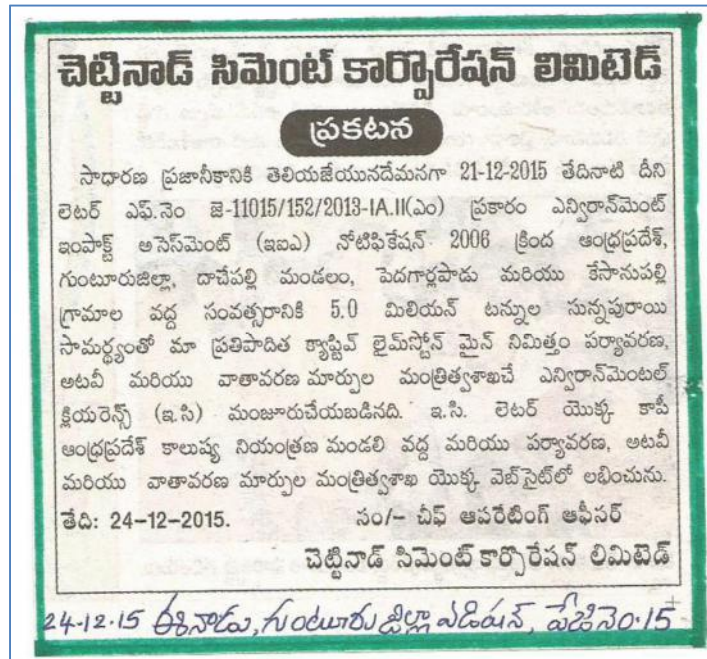 చెట్టినాడ్ సిమెంట్ కార్పొరేషన్ లిమిటెడ్
ప్రకటన
సాధారణ ప్రజానీకానికి తెలియజేయునదేమనగా 21-12-2015 తేదినాటి దీని
లెటర్ ఎఫ్.నెం జె-11015/152/2013-IA.II(ఎం) ప్రకారం ఎన్విరాన్‌మెంట్
ఇంపాక్ట్ అసెస్‌మెంట్ (ఇఐఎ) నోటిఫికేషన్ 2006 క్రింద ఆంధ్రప్రదేశ్,
గుంటూరుజిల్లా, దాచేపల్లి మండలం, పెదగార్లపాడు మరియు కేసానుపల్లి
గ్రామాల వద్ద సంవత్సరానికి 5.0 మిలియన్ టన్నుల సున్నపురాయి
సామర్థ్యంతో మా ప్రతిపాదిత క్యాప్టివ్ లైమ్‌స్టోన్ మైన్ నిమిత్తం పర్యావరణ,
అటవీ మరియు వాతావరణ మార్పుల మంత్రిత్వశాఖచే ఎన్విరాన్‌మెంటల్
క్లియరెన్స్ (ఇ.సి) మంజూరుచేయబడినది. ఇ.సి. లెటర్ యొక్క కాపీ
ఆంధ్రప్రదేశ్ కాలుష్య నియంత్రణ మండలి వద్ద మరియు పర్యావరణ, అటవీ
మరియు వాతావరణ మార్పుల మంత్రిత్వశాఖ యొక్క వెబ్‌సైట్‌లో లభించును.
తేది: 24-12-2015. సం/- చీఫ్ ఆపరేటింగ్ ఆఫీసర్
చెట్టినాడ్ సిమెంట్ కార్పొరేషన్ లిమిటెడ్
24-12-15 ఈనాడు, గుంటూరు జిల్లా ఎడిషన్, పేజినెం.15